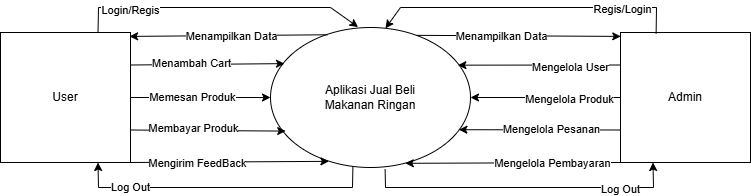 Login/Regis
Regis/Login
Menampilkan Data
Menampilkan Data
Menambah Cart
Mengelola User
User
Memesan Produk
Aplikasi Jual Beli
Makanan Ringan
Mengelola Produk
Admin
Membayar Produk
Mengelola Pesanan
Mengirim FeedBack
Mengelola Pembayaran
Log Out
Log Out